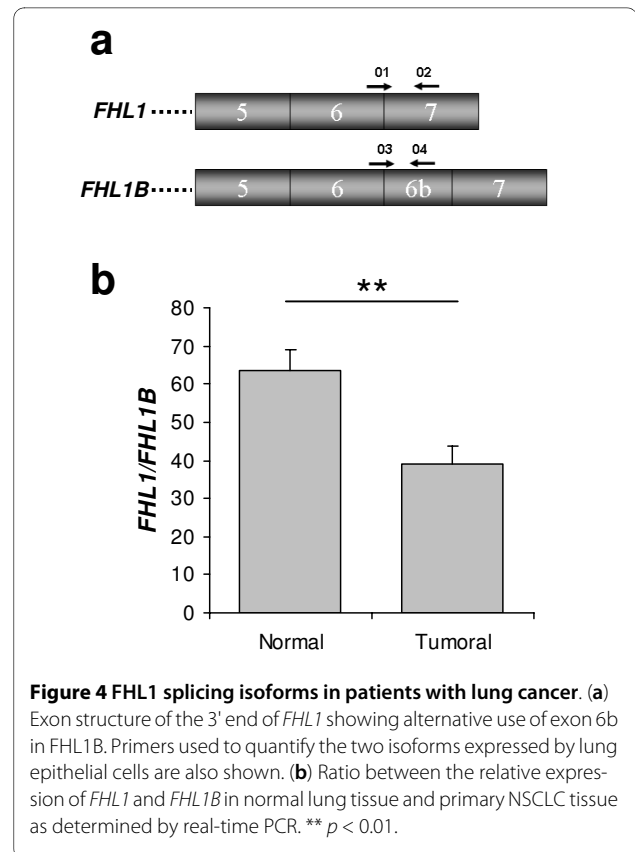 a
01 02
FHL1 5 6 7
03 04
FHL1B 5 6 6b 7
b
**
80
70
60
50
40
30
20
10
0
FHL1/FHL1B
Normal Tumoral
Figure 4 FHL1 splicing isoforms in patients with lung cancer. (a)
Exon structure of the 3' end of FHL1 showing alternative use of exon 6b
in FHL1B. Primers used to quantify the two isoforms expressed by lung
epithelial cells are also shown. (b) Ratio between the relative expres-
sion of FHL1 and FHL1B in normal lung tissue and primary NSCLC tissue
as determined by real-time PCR. ** p < 0.01.